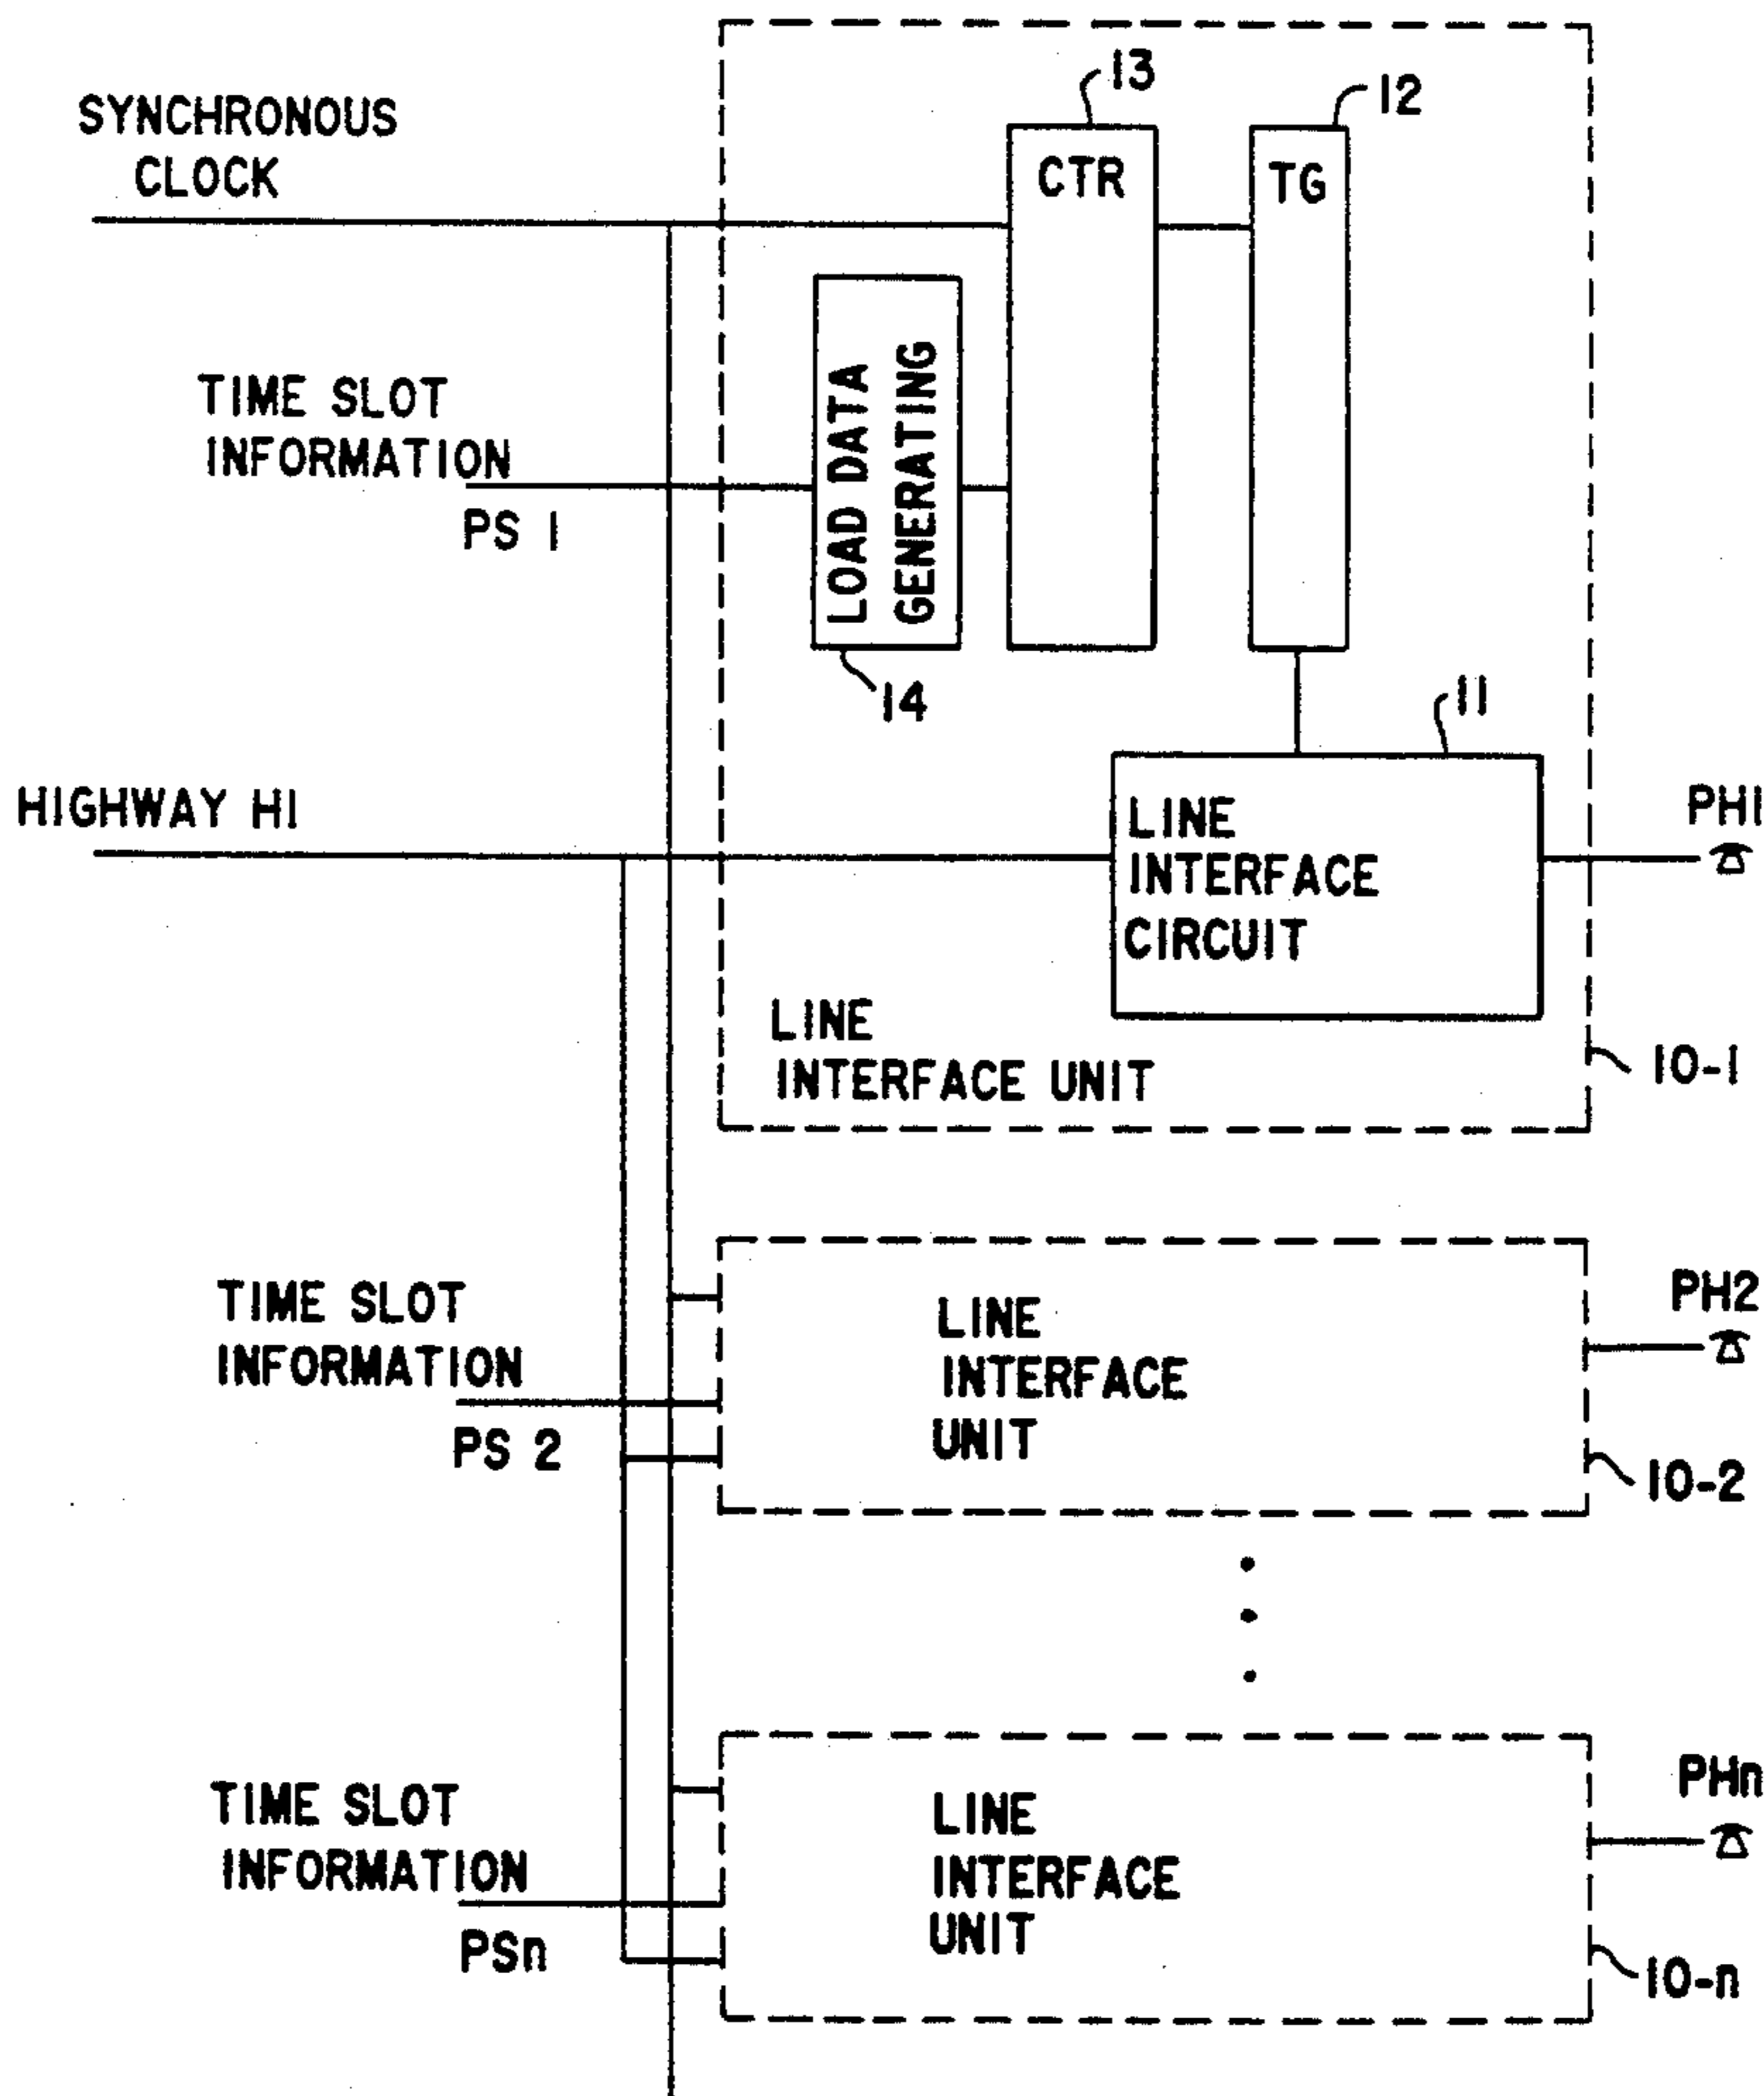 13
12
SYNCHRONOUS
CLOCK
CTR
TG
TIME SLOT
INFORMATION
PS 1
LOAD DATA
GENERATING
14
11
HIGHWAY HI
LINE
INTERFACE
CIRCUIT
PH1
LINE
INTERFACE UNIT
10-1
TIME SLOT
INFORMATION
PS 2
LINE
INTERFACE
UNIT
PH2
10-2
TIME SLOT
INFORMATION
PSn
LINE
INTERFACE
UNIT
PHn
10-n